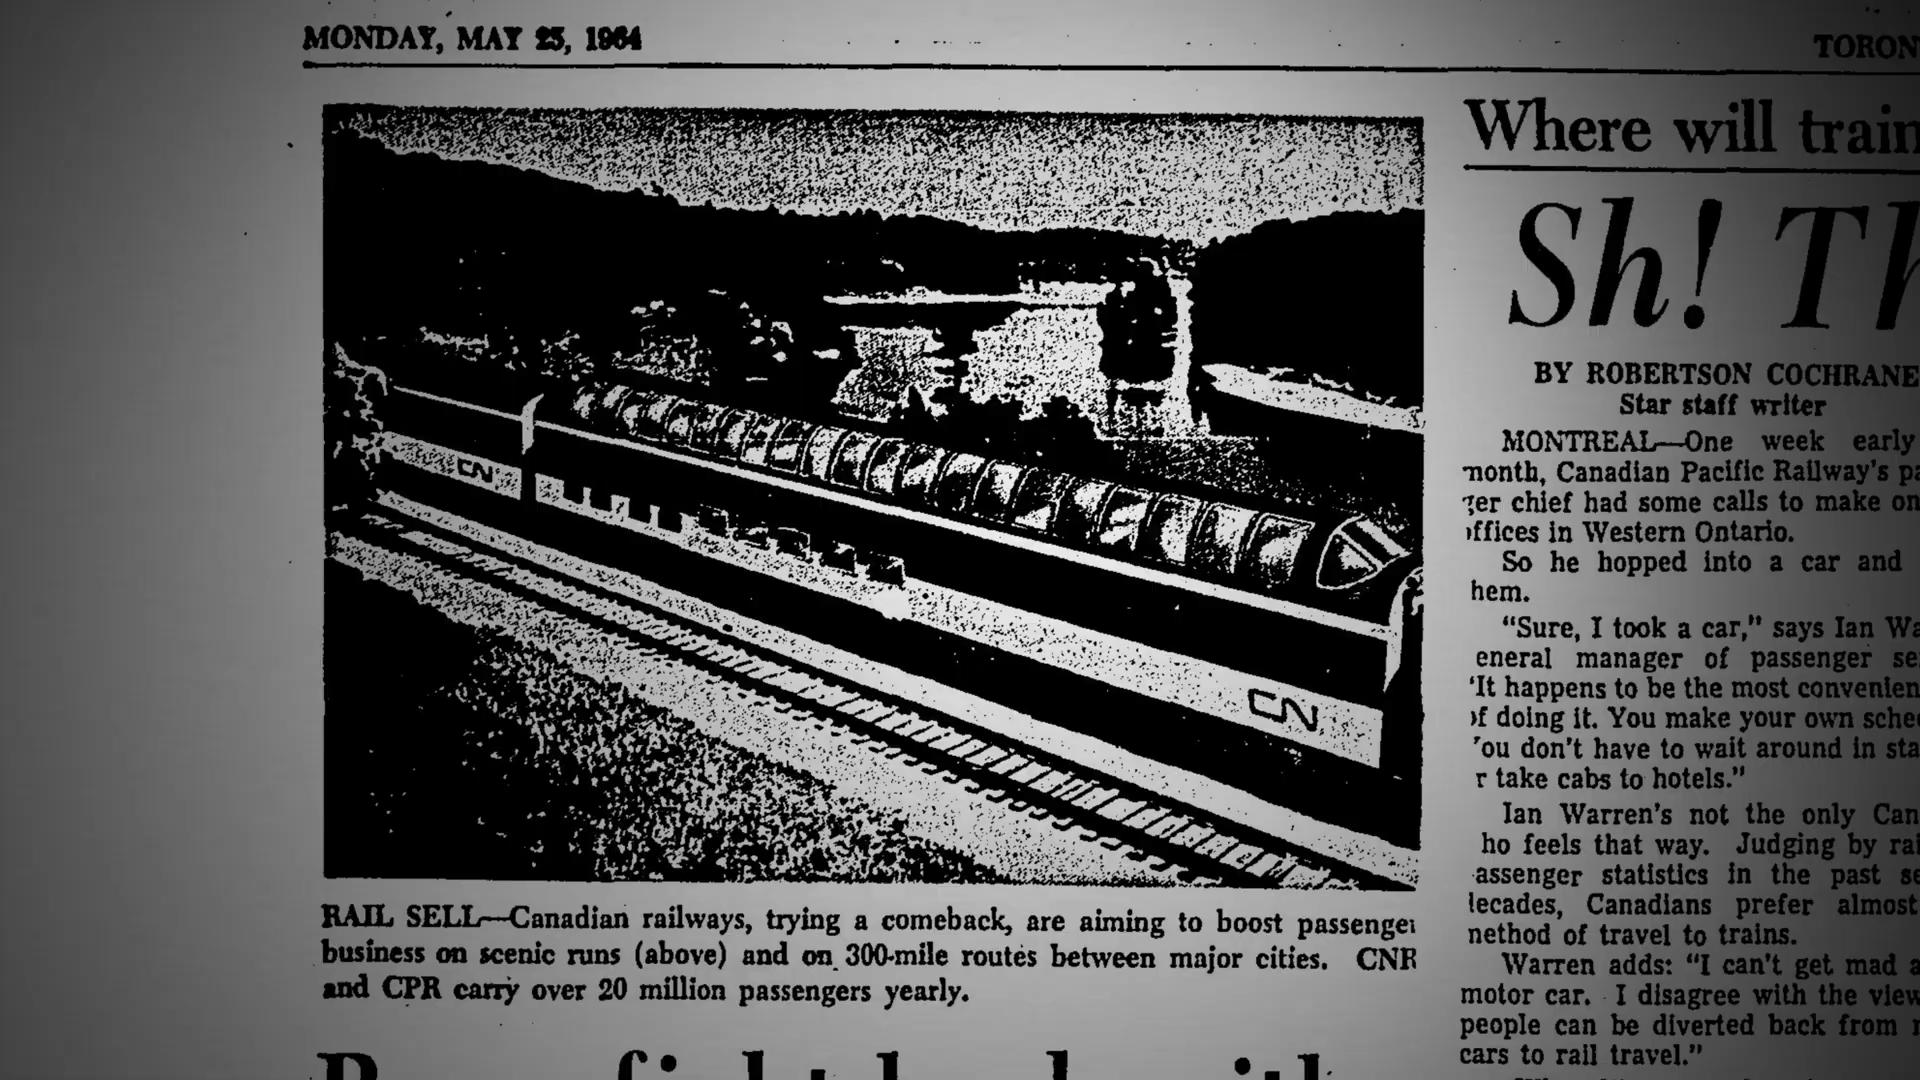 MONDAY, MAY 25, 1964
TORON
CN
CN
RAIL SELL—Canadian railways, trying a comeback, are aiming to boost passenger
business on scenic runs (above) and on 300-mile routes between major cities. CNR
and CPR carry over 20 million passengers yearly.
Where will train
Sh! Th
BY ROBERTSON COCHRANE
Star staff writer
MONTREAL—One week early
month, Canadian Pacific Railway's pa
ger chief had some calls to make on
offices in Western Ontario.
So he hopped into a car and
hem.
"Sure, I took a car," says Ian Wa
eneral manager of passenger se
'It happens to be the most convenien
of doing it. You make your own sche
'ou don't have to wait around in sta
r take cabs to hotels."
Ian Warren's not the only Can
ho feels that way. Judging by rai
assenger statistics in the past se
decades, Canadians prefer almost
nethod of travel to trains.
Warren adds: "I can't get mad a
motor car. I disagree with the view
people can be diverted back from
cars to rail travel."